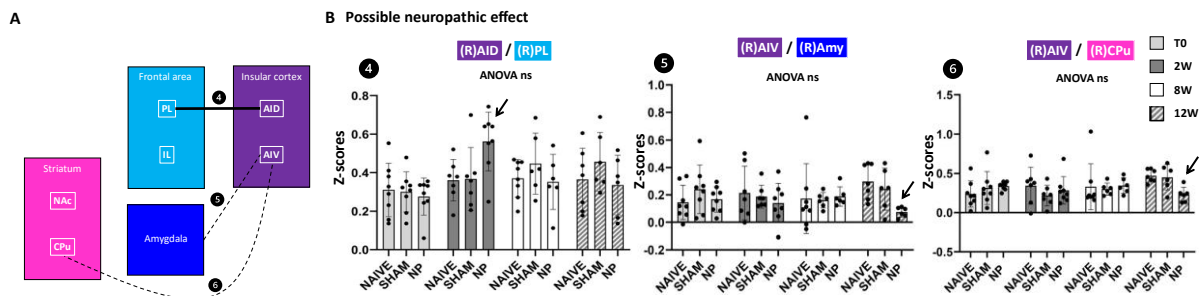 A
Frontal area
Insular cortex
PL
4
AID
IL
AIV
Striatum
NAc
5
Amygdala
CPu
6
B Possible neuropathic effect
(R)AID / (R)PL
4
ANOVA ns
Z-scores
0.8
0.6
0.4
0.2
0.0
NAIVE
SHAM
NP
NAIVE
SHAM
NP
NAIVE
SHAM
NP
NAIVE
SHAM
NP
(R)AIV / (R)Amy
5
ANOVA ns
Z-scores
1.0
0.8
0.6
0.4
0.2
0.0
-0.2
NAIVE
SHAM
NP
NAIVE
SHAM
NP
NAIVE
SHAM
NP
NAIVE
SHAM
NP
(R)AIV / (R)CPu
6
ANOVA ns
Z-scores
1.5
1.0
0.5
0.0
-0.5
NAIVE
SHAM
NP
NAIVE
SHAM
NP
NAIVE
SHAM
NP
NAIVE
SHAM
NP
T0
2W
8W
12W